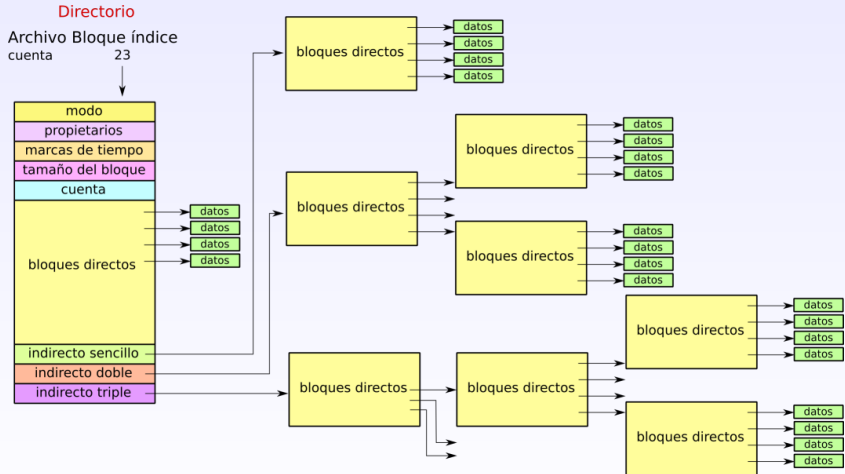 Directorio
Archivo Bloque índice
cuenta 23
modo
propietarios
marcas de tiempo
tamaño del bloque
cuenta
bloques directos
datos
datos
datos
datos
indirecto sencillo
indirecto doble
indirecto triple
bloques directos
datos
datos
datos
datos
bloques directos
bloques directos
datos
datos
datos
datos
bloques directos
datos
datos
datos
datos
bloques directos
bloques directos
bloques directos
datos
datos
datos
datos
bloques directos
datos
datos
datos
datos